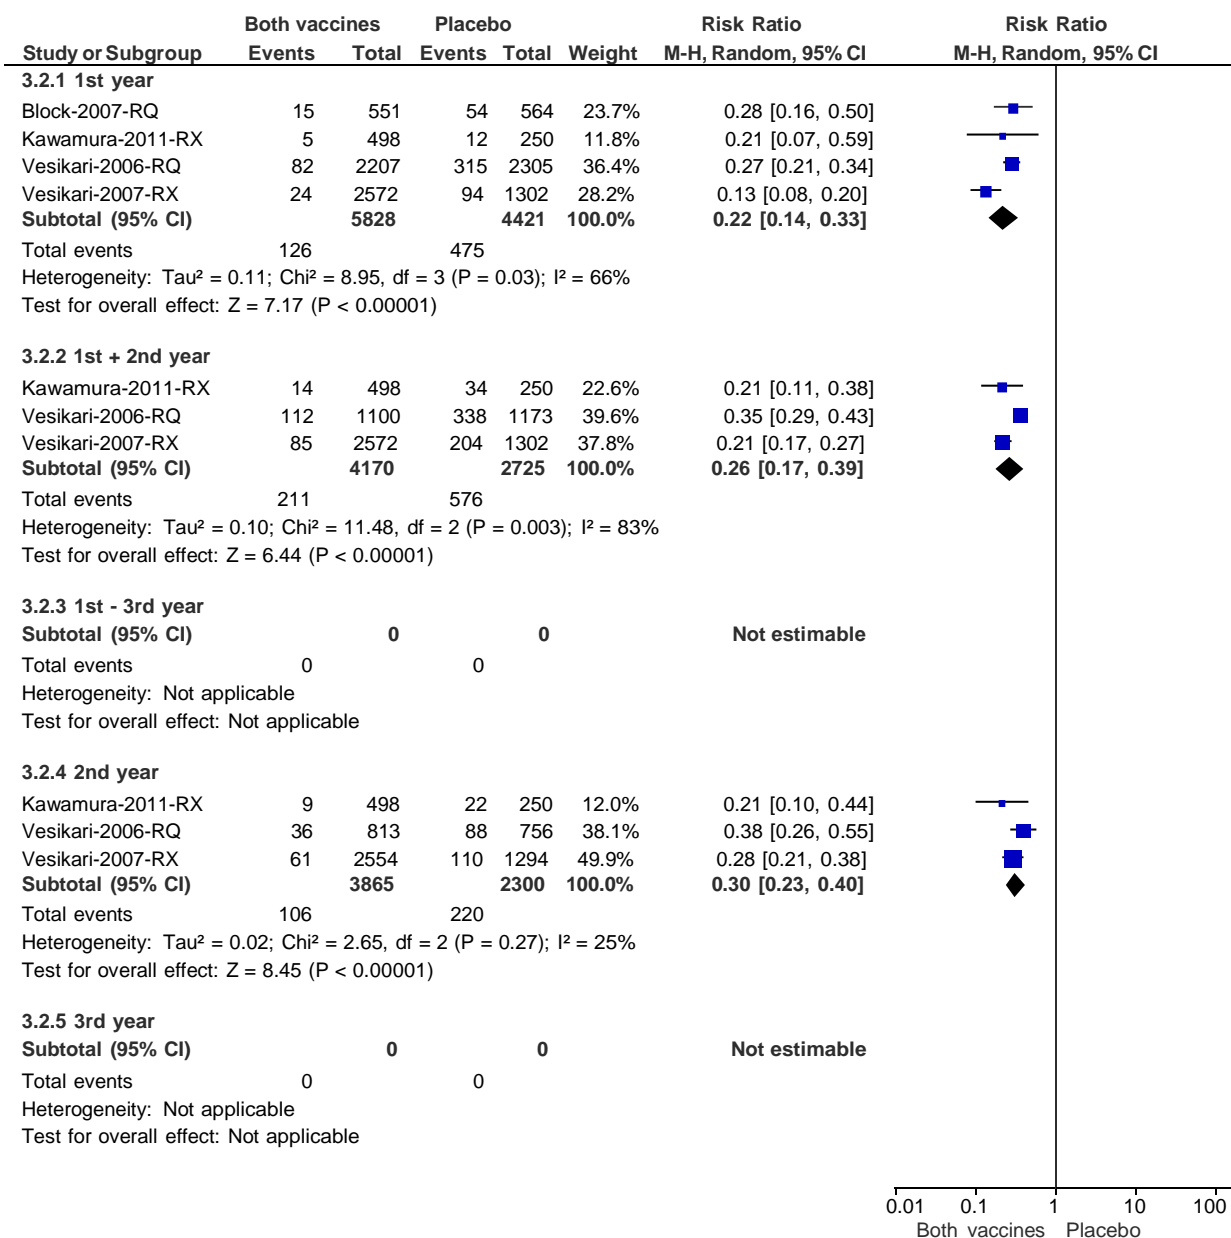 Both vaccines Placebo Risk Ratio Risk Ratio
Study or Subgroup Events Total Events Total Weight M-H, Random, 95% CI M-H, Random, 95% CI
3.2.1 1st year
Block-2007-RQ 15 551 54 564 23.7% 0.28 [0.16, 0.50]
Kawamura-2011-RX 5 498 12 250 11.8% 0.21 [0.07, 0.59]
Vesikari-2006-RQ 82 2207 315 2305 36.4% 0.27 [0.21, 0.34]
Vesikari-2007-RX 24 2572 94 1302 28.2% 0.13 [0.08, 0.20]
Subtotal (95% CI) 5828 4421 100.0% 0.22 [0.14, 0.33]
Total events 126 475
Heterogeneity: Tau² = 0.11; Chi² = 8.95, df = 3 (P = 0.03); I² = 66%
Test for overall effect: Z = 7.17 (P < 0.00001)
3.2.2 1st + 2nd year
Kawamura-2011-RX 14 498 34 250 22.6% 0.21 [0.11, 0.38]
Vesikari-2006-RQ 112 1100 338 1173 39.6% 0.35 [0.29, 0.43]
Vesikari-2007-RX 85 2572 204 1302 37.8% 0.21 [0.17, 0.27]
Subtotal (95% CI) 4170 2725 100.0% 0.26 [0.17, 0.39]
Total events 211 576
Heterogeneity: Tau² = 0.10; Chi² = 11.48, df = 2 (P = 0.003); I² = 83%
Test for overall effect: Z = 6.44 (P < 0.00001)
3.2.3 1st - 3rd year
Subtotal (95% CI) 0 0 Not estimable
Total events 0 0
Heterogeneity: Not applicable
Test for overall effect: Not applicable
3.2.4 2nd year
Kawamura-2011-RX 9 498 22 250 12.0% 0.21 [0.10, 0.44]
Vesikari-2006-RQ 36 813 88 756 38.1% 0.38 [0.26, 0.55]
Vesikari-2007-RX 61 2554 110 1294 49.9% 0.28 [0.21, 0.38]
Subtotal (95% CI) 3865 2300 100.0% 0.30 [0.23, 0.40]
Total events 106 220
Heterogeneity: Tau² = 0.02; Chi² = 2.65, df = 2 (P = 0.27); I² = 25%
Test for overall effect: Z = 8.45 (P < 0.00001)
3.2.5 3rd year
Subtotal (95% CI) 0 0 Not estimable
Total events 0 0
Heterogeneity: Not applicable
Test for overall effect: Not applicable
0.01 0.1 1 10 100
Both vaccines Placebo